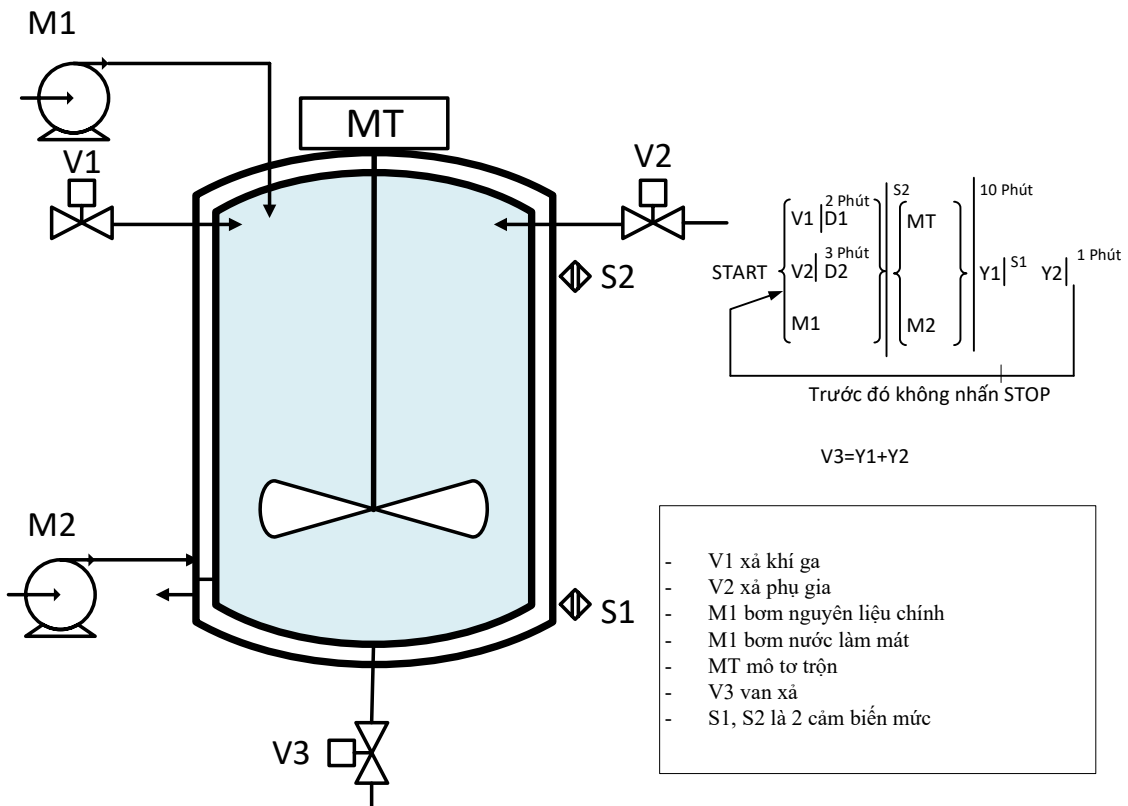 M1
MT
V1
V2
S2
M2
S1
V3
2 Phút
S2
10 Phút
V1 D1
MT
3 Phút
1 Phút
START
V2 D2
Y1
S1
Y2
M1
M2
Trước đó không nhấn STOP
V3=Y1+Y2
- V1 xả khí ga
- V2 xả phụ gia
- M1 bơm nguyên liệu chính
- M1 bơm nước làm mát
- MT mô tơ trộn
- V3 van xả
- S1, S2 là 2 cảm biến mức